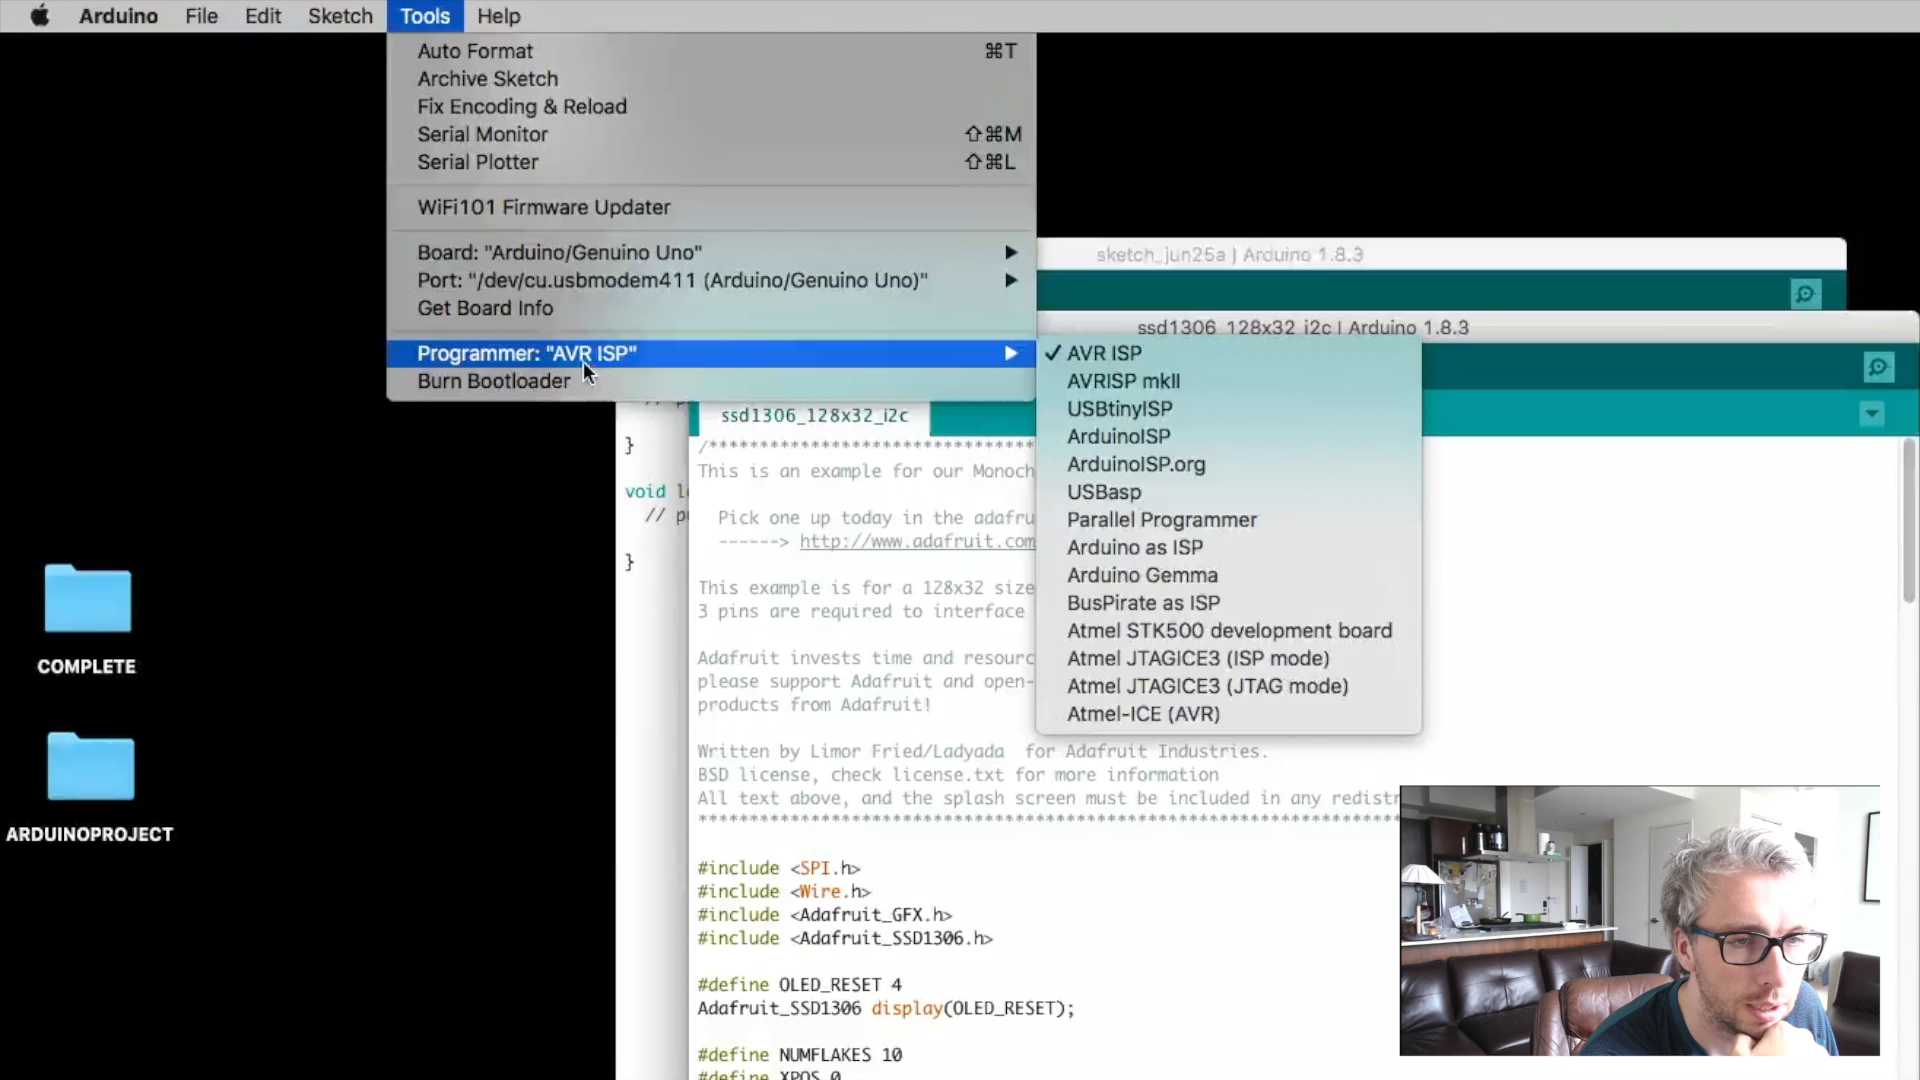 Arduino File Edit Sketch Tools Help
Auto Format ⌘T
Archive Sketch
Fix Encoding & Reload
Serial Monitor ⇧⌘M
Serial Plotter ⇧⌘L
WiFi101 Firmware Updater
Board: "Arduino/Genuino Uno"
Port: "/dev/cu.usbmodem411 (Arduino/Genuino Uno)"
Get Board Info
Programmer: "AVR ISP"
Burn Bootloader
✓ AVR ISP
AVRISP mkII
USBtinyISP
ArduinoISP
ArduinoISP.org
USBasp
Parallel Programmer
Arduino as ISP
Arduino Gemma
BusPirate as ISP
Atmel STK500 development board
Atmel JTAGICE3 (ISP mode)
Atmel JTAGICE3 (JTAG mode)
Atmel-ICE (AVR)
sketch_jun25a | Arduino 1.8.3
ssd1306_128x32_i2c | Arduino 1.8.3
}
void
//
}
ssd1306_128x32_i2c
/*********************************
This is an example for our
Pick one up today in the
------> http://www.adafruit.com
This example is for a 128x32 size
3 pins are required to interface
Adafruit invests time and
please support Adafruit and open-
products from Adafruit!
Written by Limor Fried/Ladyada for Adafruit Industries.
BSD license, check license.txt for more information
All text above, and the splash screen must be included in any
***************************************************************
#include <SPI.h>
#include <Wire.h>
#include <Adafruit_GFX.h>
#include <Adafruit_SSD1306.h>
#define OLED_RESET 4
Adafruit_SSD1306 display(OLED_RESET);
#define NUMFLAKES 10
#define XPOS 0
COMPLETE
ARDUINOPROJECT